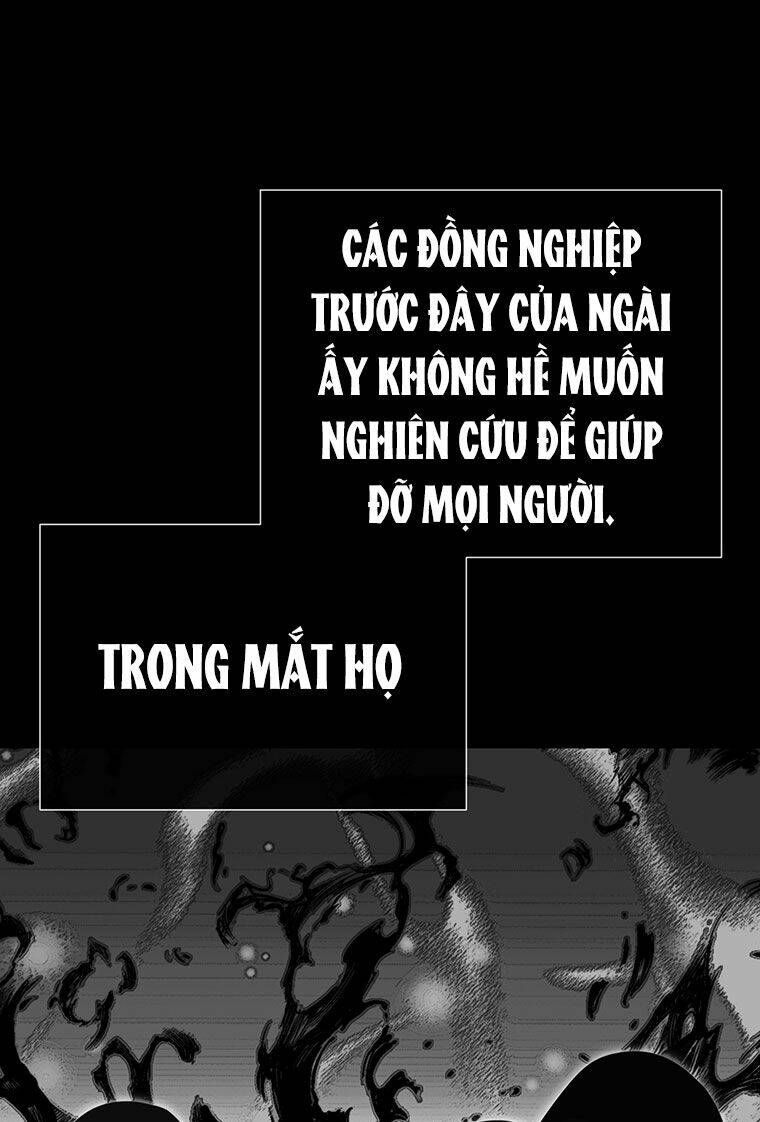 CÁC ĐỒNG NGHIỆP
TRƯỚC ĐÂY CỦA NGÀI
ẤY KHÔNG HỀ MUỐN
NGHIÊN CỨU ĐỂ GIÚP
ĐỠ MỌI NGƯỜI.
TRONG MẮT HỌ